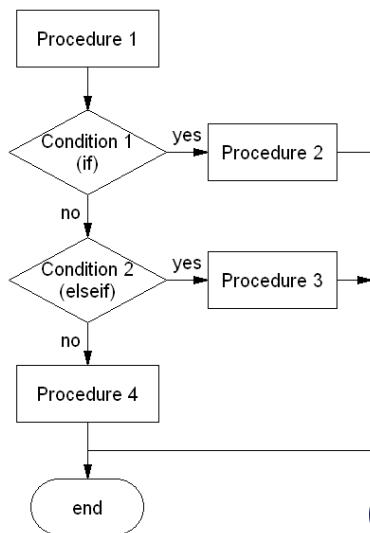 Procedure 1
Condition 1
(if)
yes
Procedure 2
no
Condition 2
(elseif)
yes
Procedure 3
no
Procedure 4
end